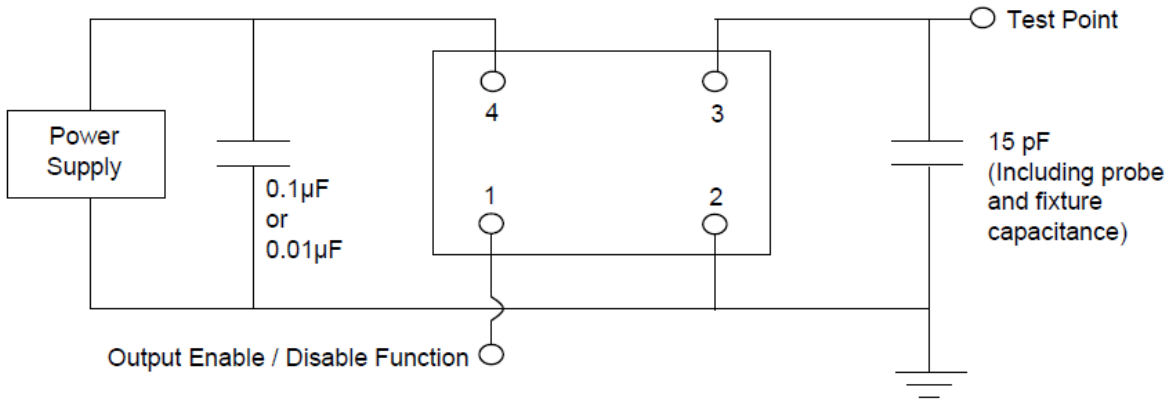 Test Point
4
3
Power
Supply
15 pF
(Including probe
and fixture
capacitance)
0.1µF
or
0.01µF
1
2
Output Enable / Disable Function